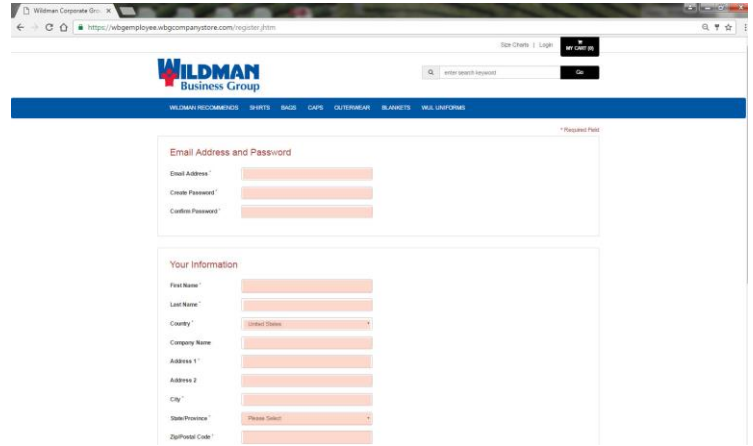 Wildman Corporate Gro
https://wbgemployee.wbgcompanystore.com/register.jhtm
Size Charts | Login
MY CART (0)
WILDMAN
Business Group
enter search keyword
Go
WILDMAN RECOMMENDS SHIRTS BAGS CAPS OUTERWEAR BLANKETS WUL UNIFORMS
* Required Field
Email Address and Password
Email Address *
Create Password *
Confirm Password *
Your Information
First Name *
Last Name *
Country * United States
Company Name
Address 1 *
Address 2
City *
State/Province * Please Select
Zip/Postal Code *